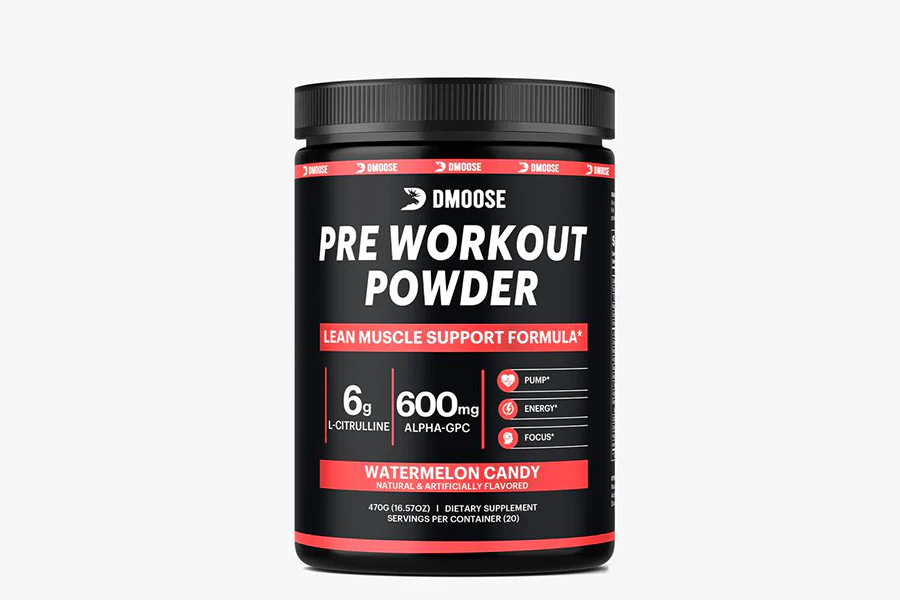 DMOOSE DMOOSE DMOOSE DMOOSE DMOOSE
DMOOSE
PRE WORKOUT
POWDER
LEAN MUSCLE SUPPORT FORMULA*
6g
L-CITRULLINE
600mg
ALPHA-GPC
PUMP*
ENERGY*
FOCUS*
WATERMELON CANDY
NATURAL & ARTIFICIALLY FLAVORED
470G (16.57OZ) | DIETARY SUPPLEMENT
SERVINGS PER CONTAINER (20)